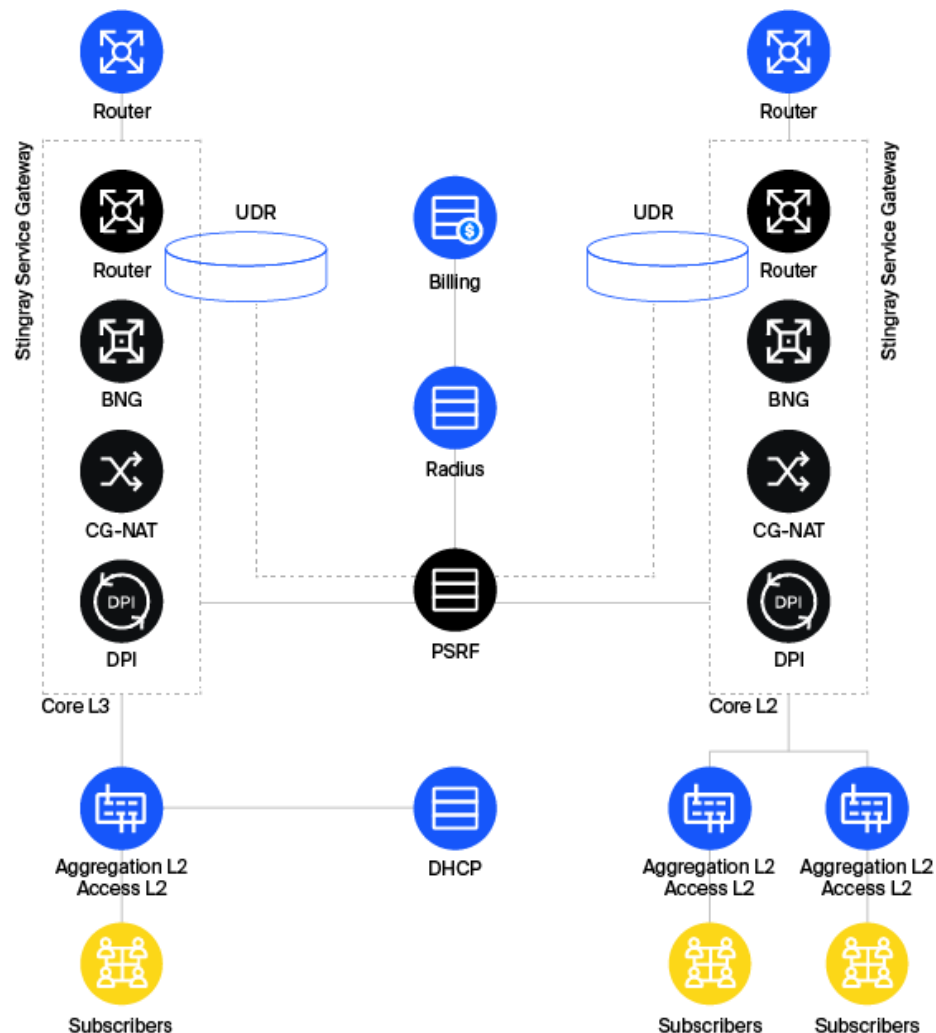 Router
Router
Stingray Service Gateway
UDR
Billing
UDR
Stingray Service Gateway
Router
Router
BNG
BNG
Radius
CG-NAT
CG-NAT
DPI
DPI
DPI
PSRF
DPI
Core L3
Core L2
Aggregation L2
Access L2
DHCP
Aggregation L2
Access L2
Aggregation L2
Access L2
Subscribers
Subscribers
Subscribers